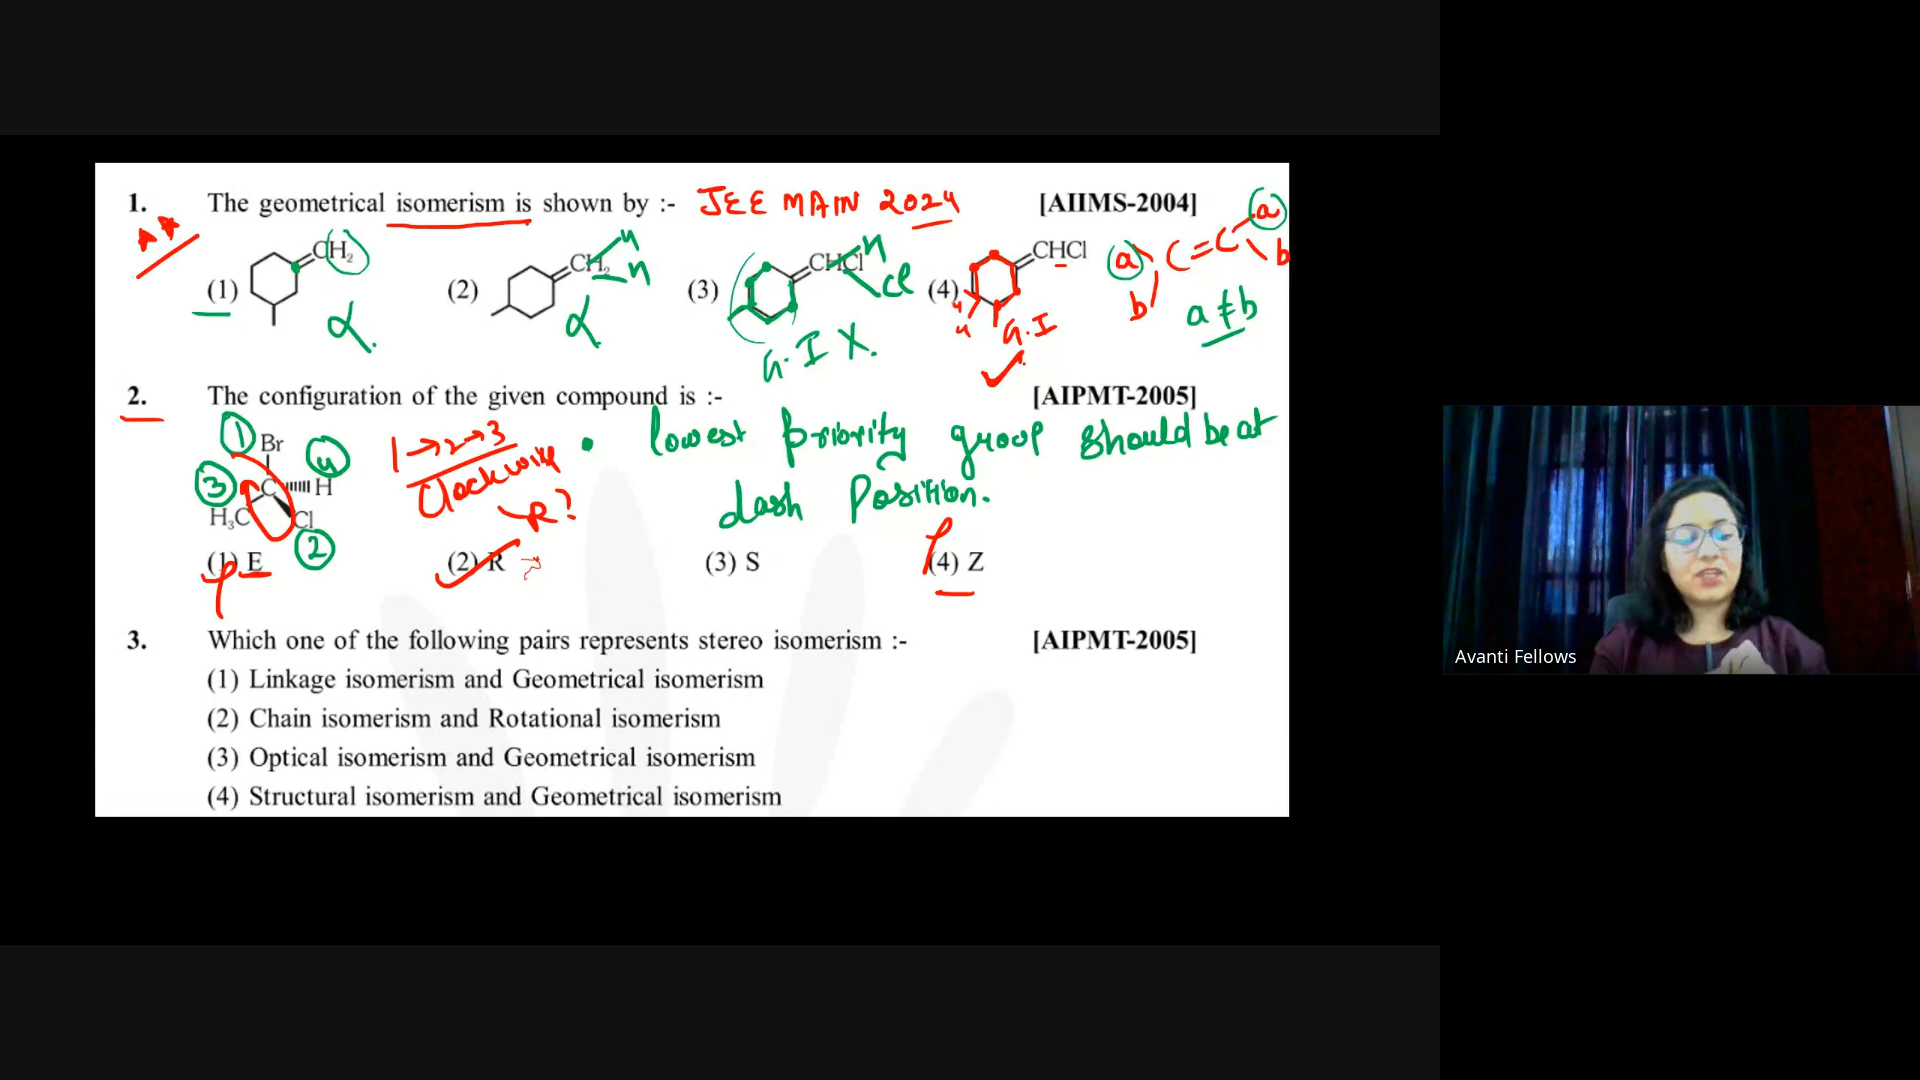 1. The geometrical isomerism is shown by :- JEE MAIN 2024 [AIIMS-2004]
(1) CH₂ (2) CH₂ H H (3) CHCl H Cl (4) CHCl
a b C=C a b
a ≠ b
G.I X.
H H G.I
2. The configuration of the given compound is :- [AIPMT-2005]
1 Br 4 1→2→3 • lowest priority group should be at
3 C H Clockwise dash Position.
H₃C Cl R?
2
(1) E (2) R (3) S (4) Z
3. Which one of the following pairs represents stereo isomerism :- [AIPMT-2005]
(1) Linkage isomerism and Geometrical isomerism
(2) Chain isomerism and Rotational isomerism
(3) Optical isomerism and Geometrical isomerism
(4) Structural isomerism and Geometrical isomerism
Avanti Fellows